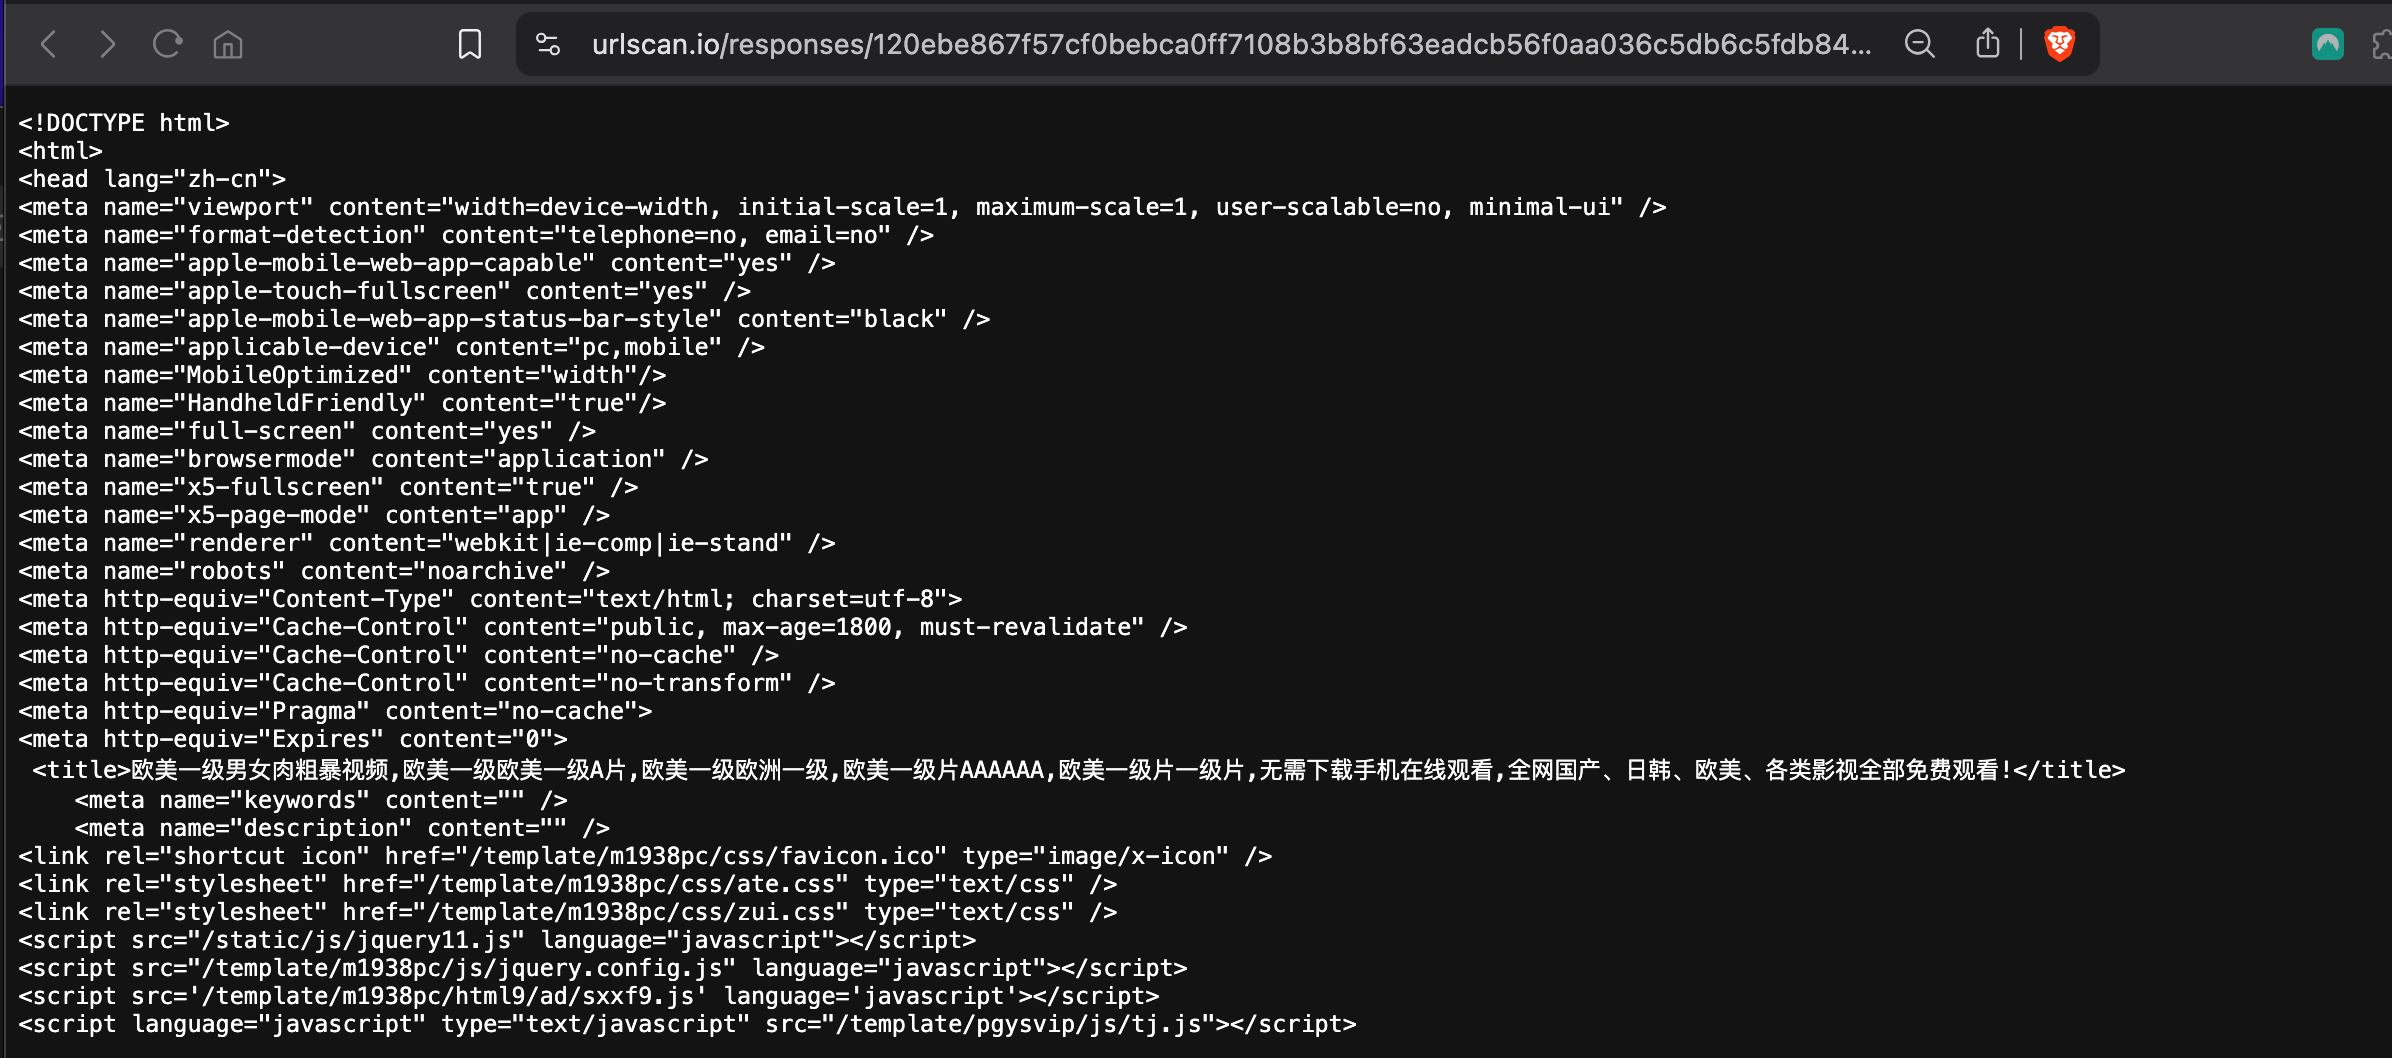 urlscan.io/responses/120ebe867f57cf0bebca0ff7108b3b8bf63eadcb56f0aa036c5db6c5fdb84...
<!DOCTYPE html>
<html>
<head lang="zh-cn">
<meta name="viewport" content="width=device-width, initial-scale=1, maximum-scale=1, user-scalable=no, minimal-ui" />
<meta name="format-detection" content="telephone=no, email=no" />
<meta name="apple-mobile-web-app-capable" content="yes" />
<meta name="apple-touch-fullscreen" content="yes" />
<meta name="apple-mobile-web-app-status-bar-style" content="black" />
<meta name="applicable-device" content="pc,mobile" />
<meta name="MobileOptimized" content="width"/>
<meta name="HandheldFriendly" content="true"/>
<meta name="full-screen" content="yes" />
<meta name="browsermode" content="application" />
<meta name="x5-fullscreen" content="true" />
<meta name="x5-page-mode" content="app" />
<meta name="renderer" content="webkit|ie-comp|ie-stand" />
<meta name="robots" content="noarchive" />
<meta http-equiv="Content-Type" content="text/html; charset=utf-8">
<meta http-equiv="Cache-Control" content="public, max-age=1800, must-revalidate" />
<meta http-equiv="Cache-Control" content="no-cache" />
<meta http-equiv="Cache-Control" content="no-transform" />
<meta http-equiv="Pragma" content="no-cache">
<meta http-equiv="Expires" content="0">
<title>欧美一级男女肉粗暴视频,欧美一级欧美一级A片,欧美一级欧洲一级,欧美一级片AAAAAA,欧美一级片一级片,无需下载手机在线观看,全网国产、日韩、欧美、各类影视全部免费观看!</title>
<meta name="keywords" content="" />
<meta name="description" content="" />
<link rel="shortcut icon" href="/template/m1938pc/css/favicon.ico" type="image/x-icon" />
<link rel="stylesheet" href="/template/m1938pc/css/ate.css" type="text/css" />
<link rel="stylesheet" href="/template/m1938pc/css/zui.css" type="text/css" />
<script src="/static/js/jquery11.js" language="javascript"></script>
<script src="/template/m1938pc/js/jquery.config.js" language="javascript"></script>
<script src='/template/m1938pc/html9/ad/sxxf9.js' language='javascript'></script>
<script language="javascript" type="text/javascript" src="/template/pgysvip/js/tj.js"></script>